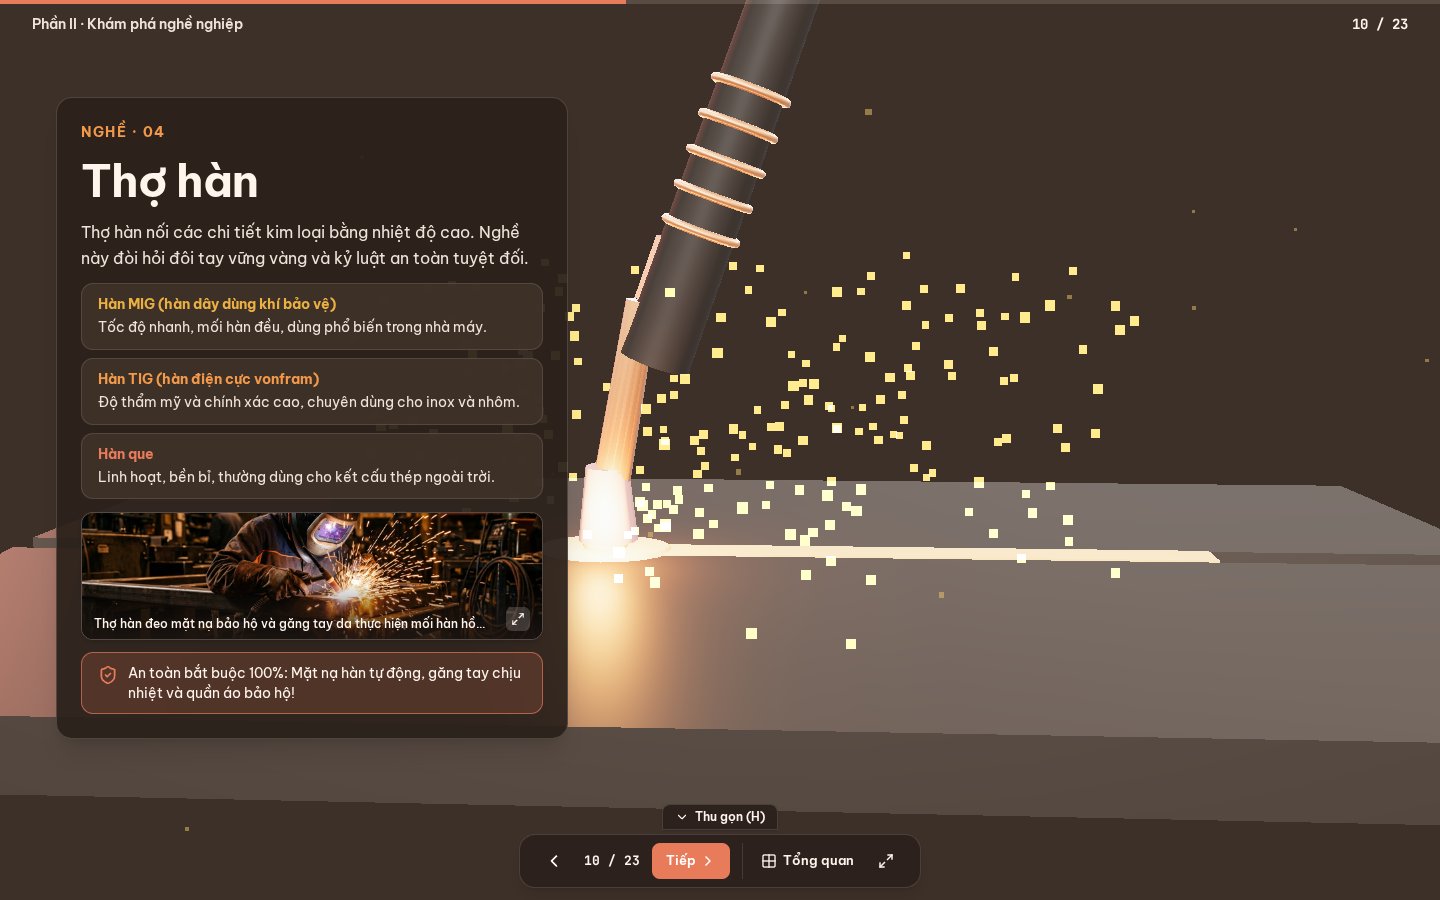 Phần II · Khám phá nghề nghiệp
10 / 23
NGHỀ · 04
Thợ hàn
Thợ hàn nối các chi tiết kim loại bằng nhiệt độ cao. Nghề
này đòi hỏi đôi tay vững vàng và kỷ luật an toàn tuyệt đối.
Hàn MIG (hàn dây dùng khí bảo vệ)
Tốc độ nhanh, mối hàn đều, dùng phổ biến trong nhà máy.
Hàn TIG (hàn điện cực vonfram)
Độ thẩm mỹ và chính xác cao, chuyên dùng cho inox và nhôm.
Hàn que
Linh hoạt, bền bỉ, thường dùng cho kết cấu thép ngoài trời.
Thợ hàn đeo mặt nạ bảo hộ và găng tay da thực hiện mối hàn hồ...
An toàn bắt buộc 100%: Mặt nạ hàn tự động, găng tay chịu
nhiệt và quần áo bảo hộ!
Thu gọn (H)
10 / 23
Tiếp
Tổng quan